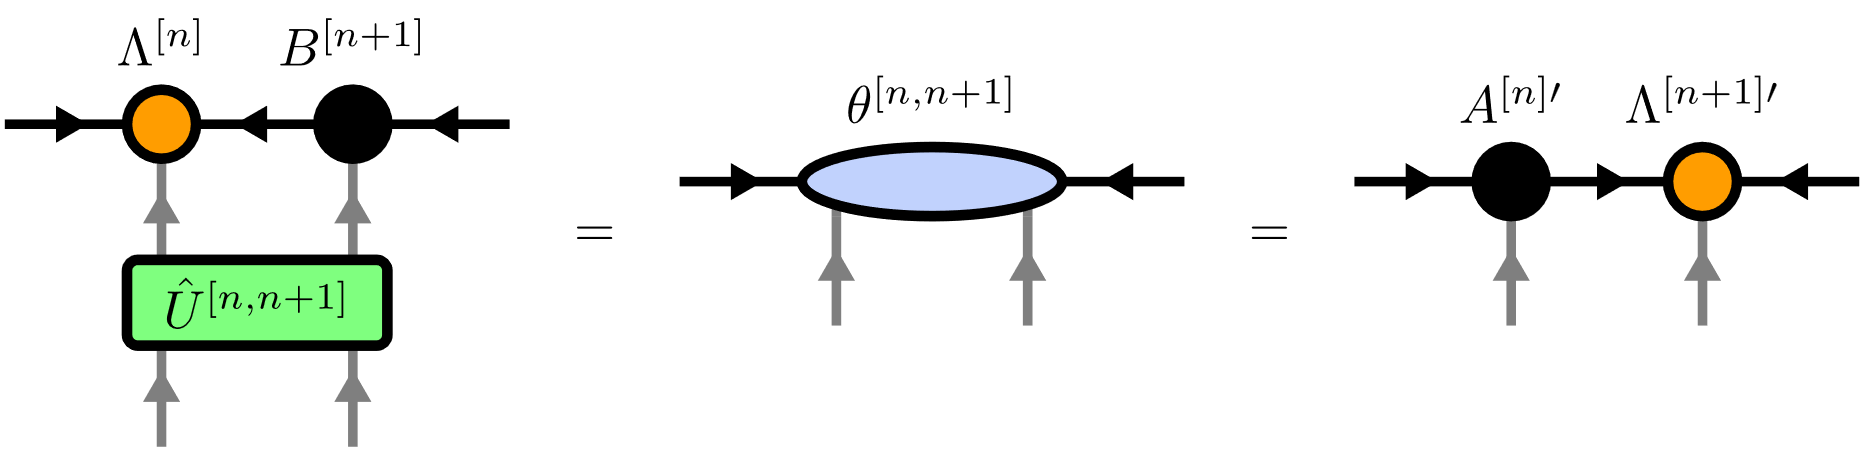 Λ^[n] B^[n+1]
Û^[n,n+1]
=
θ^[n,n+1]
=
A^[n]′ Λ^[n+1]′